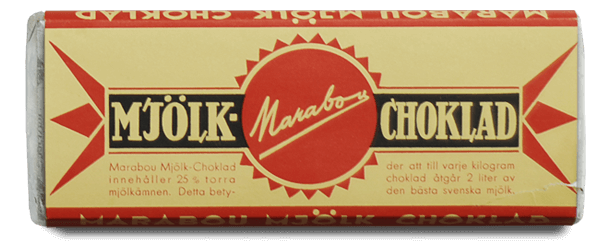 MARABOU MJÖLK CHOKLAD
MJÖLK-
Marabou
CHOKLAD
Marabou Mjölk-Choklad
innehåller 25 % torra
mjölkämnen. Detta bety-
der att till varje kilogram
choklad åtgår 2 liter av
den bästa svenska mjölk.
MARABOU MJÖLK CHOKLAD